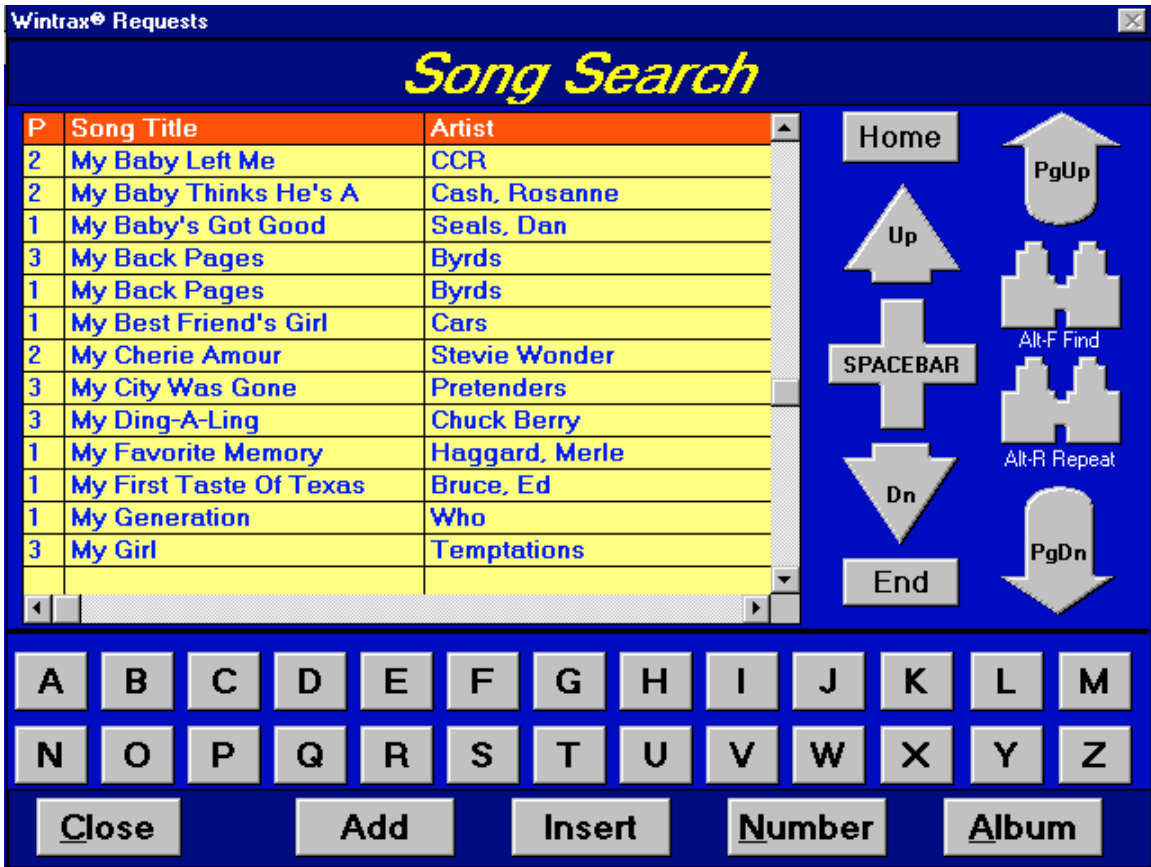 Wintrax® Requests
Song Search
P Song Title Artist
2 My Baby Left Me CCR
2 My Baby Thinks He's A Cash, Rosanne
1 My Baby's Got Good Seals, Dan
3 My Back Pages Byrds
1 My Back Pages Byrds
1 My Best Friend's Girl Cars
2 My Cherie Amour Stevie Wonder
3 My City Was Gone Pretenders
3 My Ding-A-Ling Chuck Berry
1 My Favorite Memory Haggard, Merle
1 My First Taste Of Texas Bruce, Ed
1 My Generation Who
3 My Girl Temptations
Home
PgUp
Up
Alt-F Find
SPACEBAR
Alt-R Repeat
Dn
PgDn
End
A B C D E F G H I J K L M
N O P Q R S T U V W X Y Z
Close Add Insert Number Album